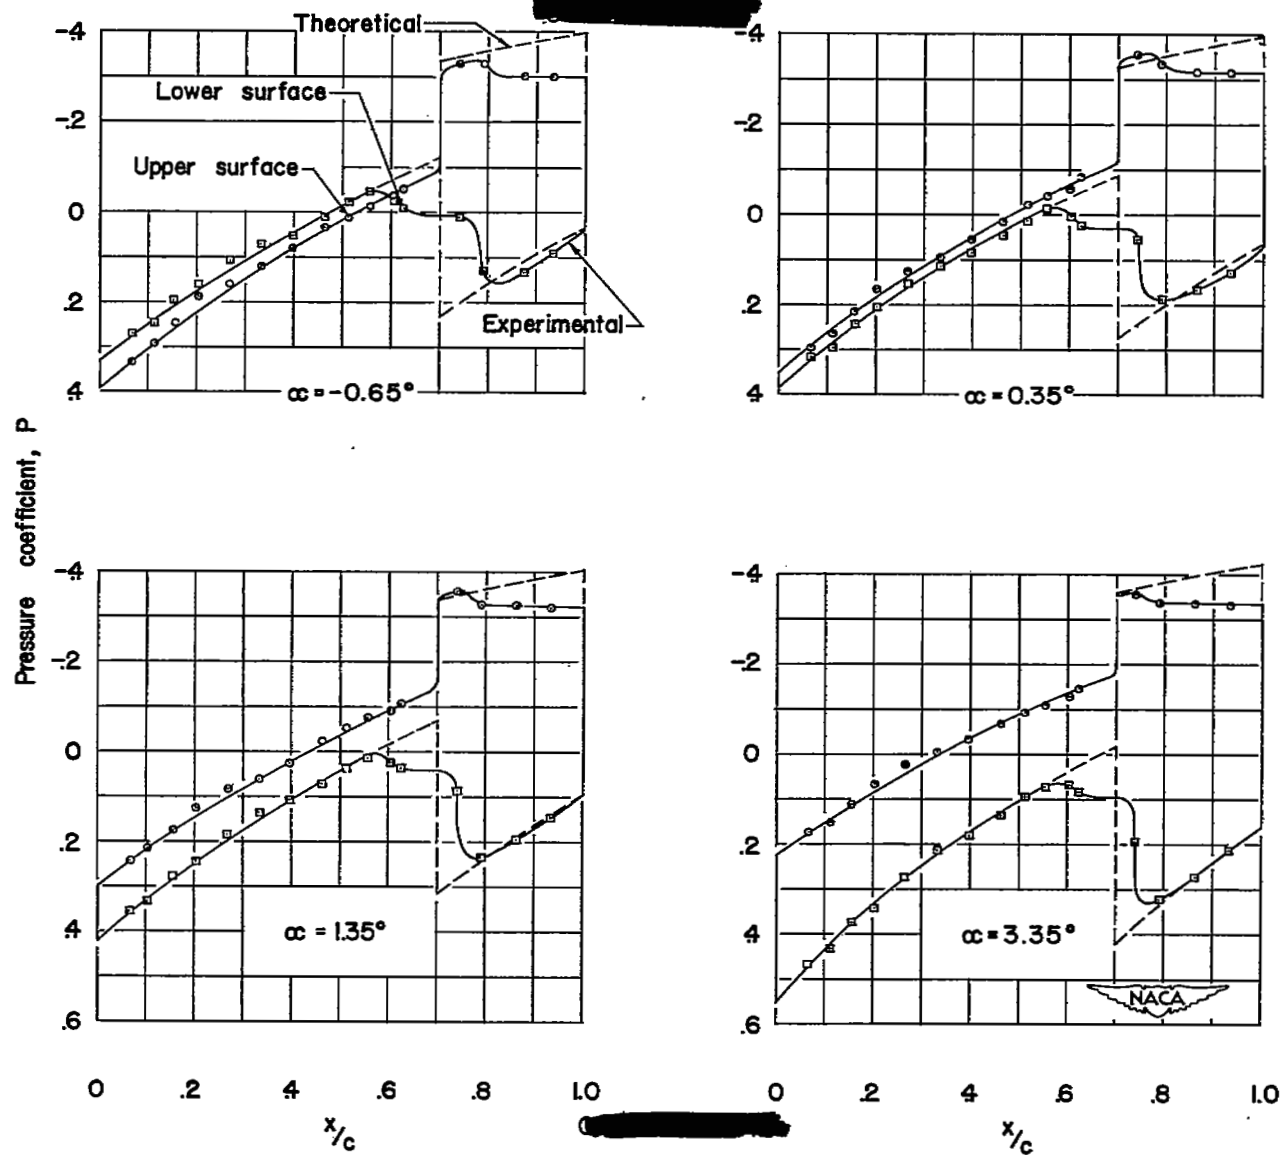 Theoretical
Lower surface
Upper surface
Experimental
-.4
-.2
0
.2
.4
α = -0.65°
-.4
-.2
0
.2
.4
α = 0.35°
Pressure coefficient, P
-.4
-.2
0
.2
.4
.6
α = 1.35°
-.4
-.2
0
.2
.4
.6
α = 3.35°
NACA
0 .2 .4 .6 .8 1.0
x/c
0 .2 .4 .6 .8 1.0
x/c